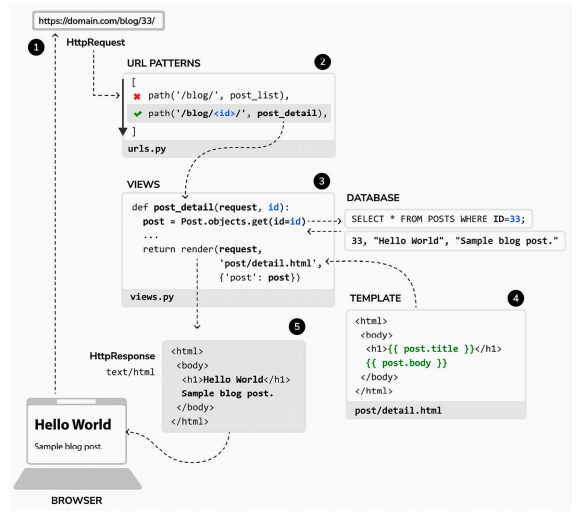 https://domain.com/blog/33/
1
HttpRequest
URL PATTERNS
2
[
path('/blog/', post_list),
path('/blog/<id>/', post_detail),
]
urls.py
VIEWS
3
def post_detail(request, id):
post = Post.objects.get(id=id)
...
return render(request,
'post/detail.html',
{'post': post})
views.py
DATABASE
SELECT * FROM POSTS WHERE ID=33;
33, "Hello World", "Sample blog post."
TEMPLATE
4
<html>
<body>
<h1>{{ post.title }}</h1>
{{ post.body }}
</body>
</html>
post/detail.html
5
HttpResponse
text/html
<html>
<body>
<h1>Hello World</h1>
Sample blog post.
</body>
</html>
Hello World
Sample blog post.
BROWSER